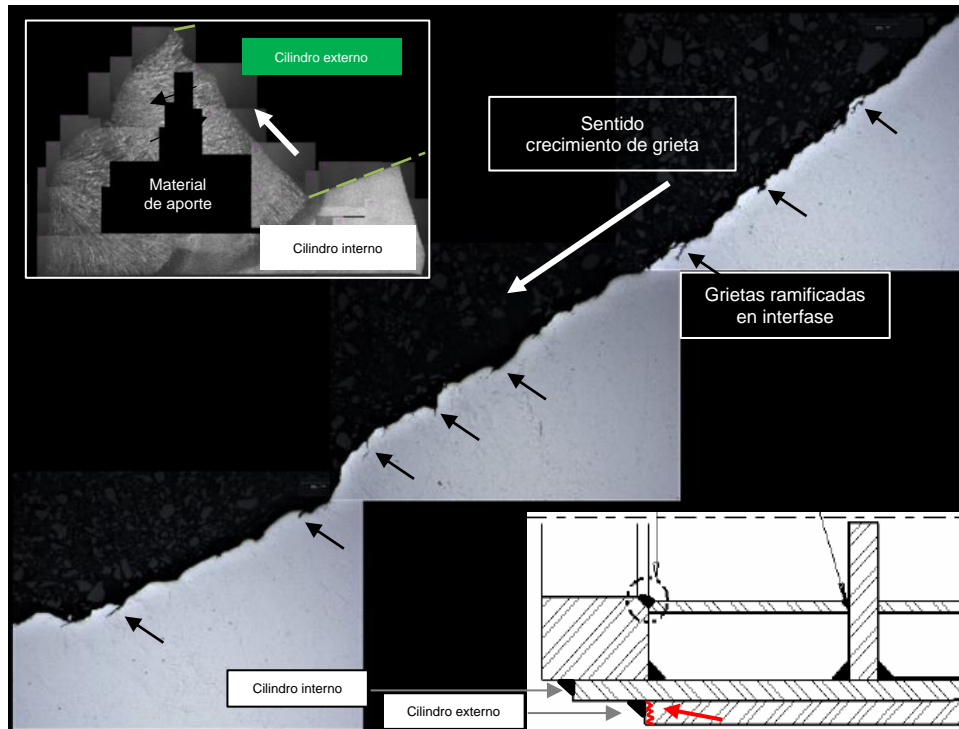 Cilindro externo
Material
de aporte
Cilindro interno
Sentido
crecimiento de grieta
Grietas ramificadas
en interfase
Cilindro interno
Cilindro externo